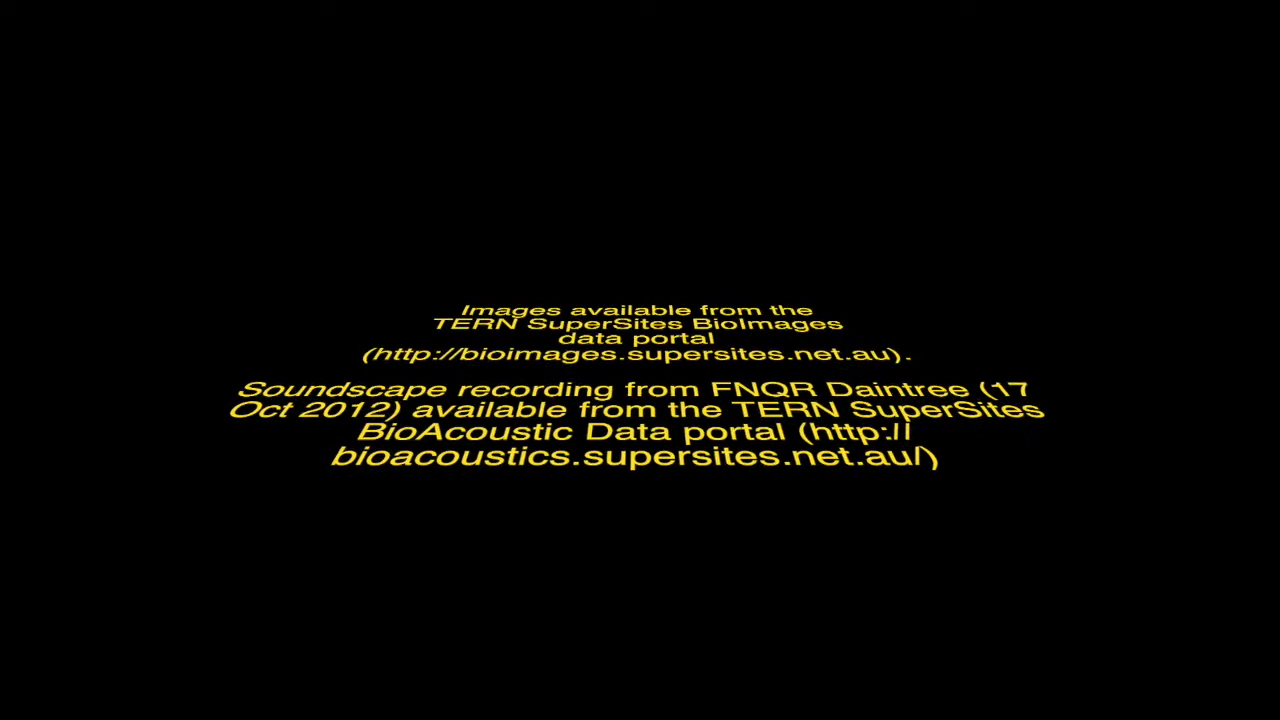 Images available from the
TERN SuperSites BioImages
data portal
(http://bioimages.supersites.net.au).
Soundscape recording from FNQR Daintree (17
Oct 2012) available from the TERN SuperSites
BioAcoustic Data portal (http://
bioacoustics.supersites.net.au/)